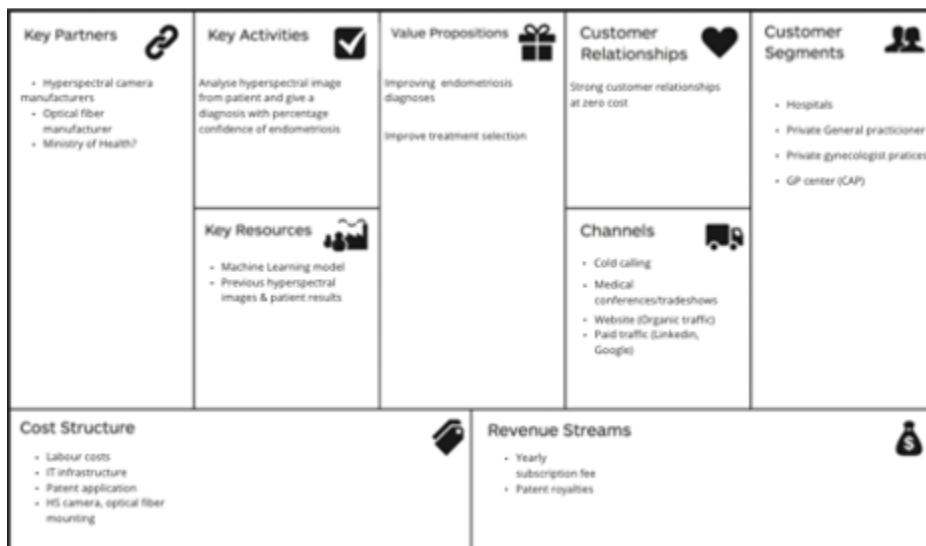 Key Partners
• Hyperspectral camera
manufacturers
• Optical fiber
manufacturer
• Ministry of Health?
Key Activities
Analyse hyperspectral image
from patient and give a
diagnosis with percentage
confidence of endometriosis
Key Resources
• Machine Learning model
• Previous hyperspectral
images & patient results
Value Propositions
Improving endometriosis
diagnoses
Improve treatment selection
Customer
Relationships
Strong customer relationships
at zero cost
Channels
• Cold calling
• Medical
conferences/tradeshows
• Website (Organic traffic)
• Paid traffic (Linkedin,
Google)
Customer
Segments
• Hospitals
• Private General practicioner
• Private gynecologist pratices
• GP center (CAP)
Cost Structure
• Labour costs
• IT infrastructure
• Patent application
• HS camera, optical fiber
mounting
Revenue Streams
• Yearly
subscription fee
• Patent royalties
$